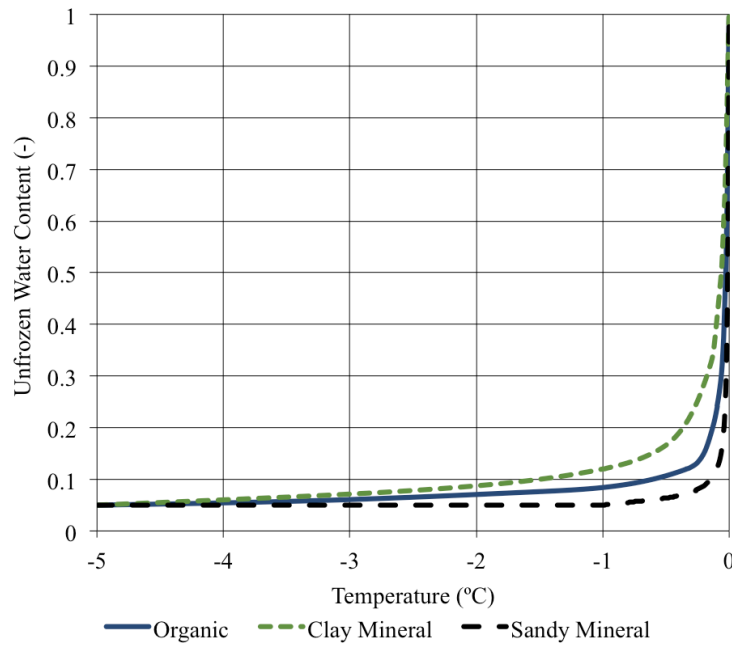 1
0.9
0.8
0.7
0.6
0.5
0.4
0.3
0.2
0.1
0
Unfrozen Water Content (-)
-5 -4 -3 -2 -1 0
Temperature (ºC)
Organic Clay Mineral Sandy Mineral